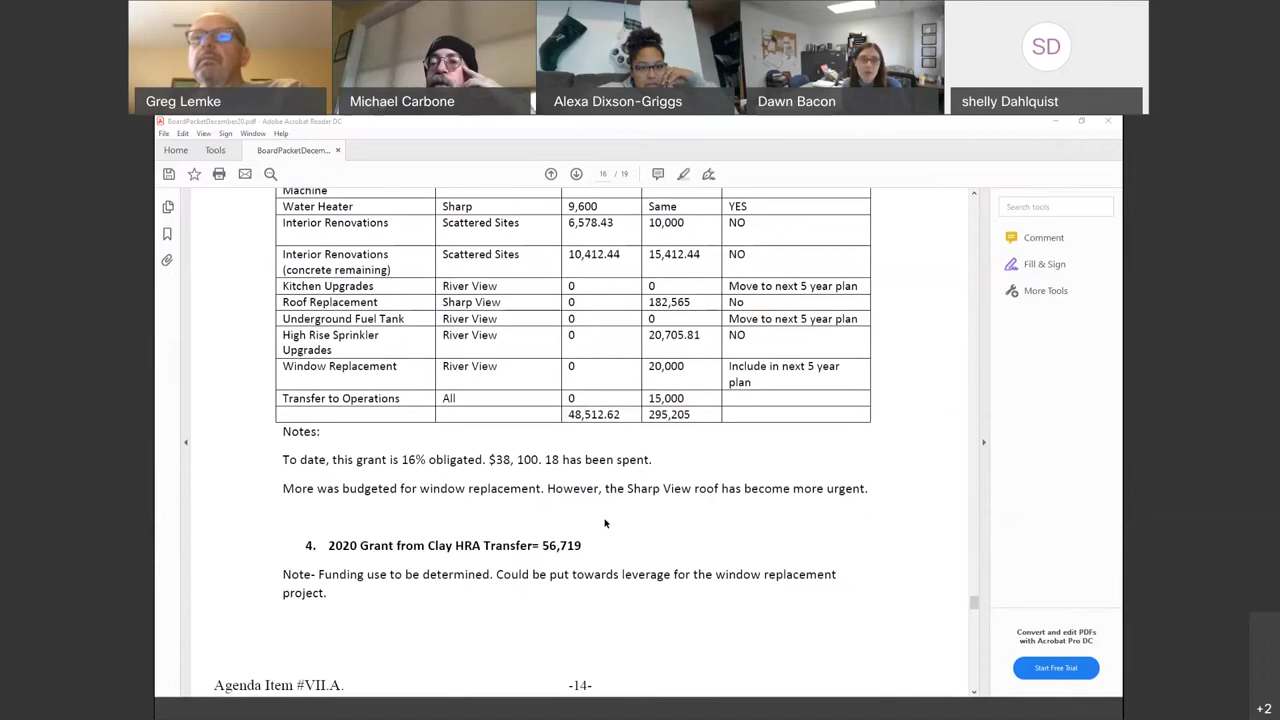 SD
Greg Lemke
Michael Carbone
Alexa Dixson-Griggs
Dawn Bacon
shelly Dahlquist
BoardPacketDecember20.pdf - Adobe Acrobat Reader DC
File Edit View Sign Window Help
Home Tools BoardPacketDecem... ×
16 / 19
Search tools
Comment
Fill & Sign
More Tools
Machine
Water Heater Sharp 9,600 Same YES
Interior Renovations Scattered Sites 6,578.43 10,000 NO
Interior Renovations Scattered Sites 10,412.44 15,412.44 NO
(concrete remaining)
Kitchen Upgrades River View 0 0 Move to next 5 year plan
Roof Replacement Sharp View 0 182,565 No
Underground Fuel Tank River View 0 0 Move to next 5 year plan
High Rise Sprinkler River View 0 20,705.81 NO
Upgrades
Window Replacement River View 0 20,000 Include in next 5 year
plan
Transfer to Operations All 0 15,000
48,512.62 295,205
Notes:
To date, this grant is 16% obligated. $38, 100. 18 has been spent.
More was budgeted for window replacement. However, the Sharp View roof has become more urgent.
4. 2020 Grant from Clay HRA Transfer= 56,719
Note- Funding use to be determined. Could be put towards leverage for the window replacement
project.
Agenda Item #VII.A. -14-
Convert and edit PDFs
with Acrobat Pro DC
Start Free Trial
+2